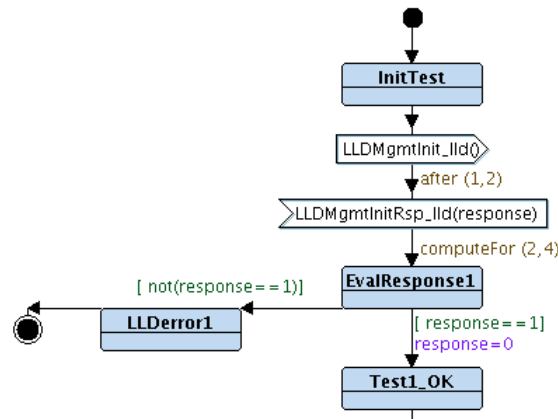 InitTest
LLDMgmtInit_lld()
after (1,2)
LLDMgmtInitRsp_lld(response)
computeFor (2,4)
[ not(response==1)]
EvalResponse1
LLDerror1
[ response==1]
response=0
Test1_OK